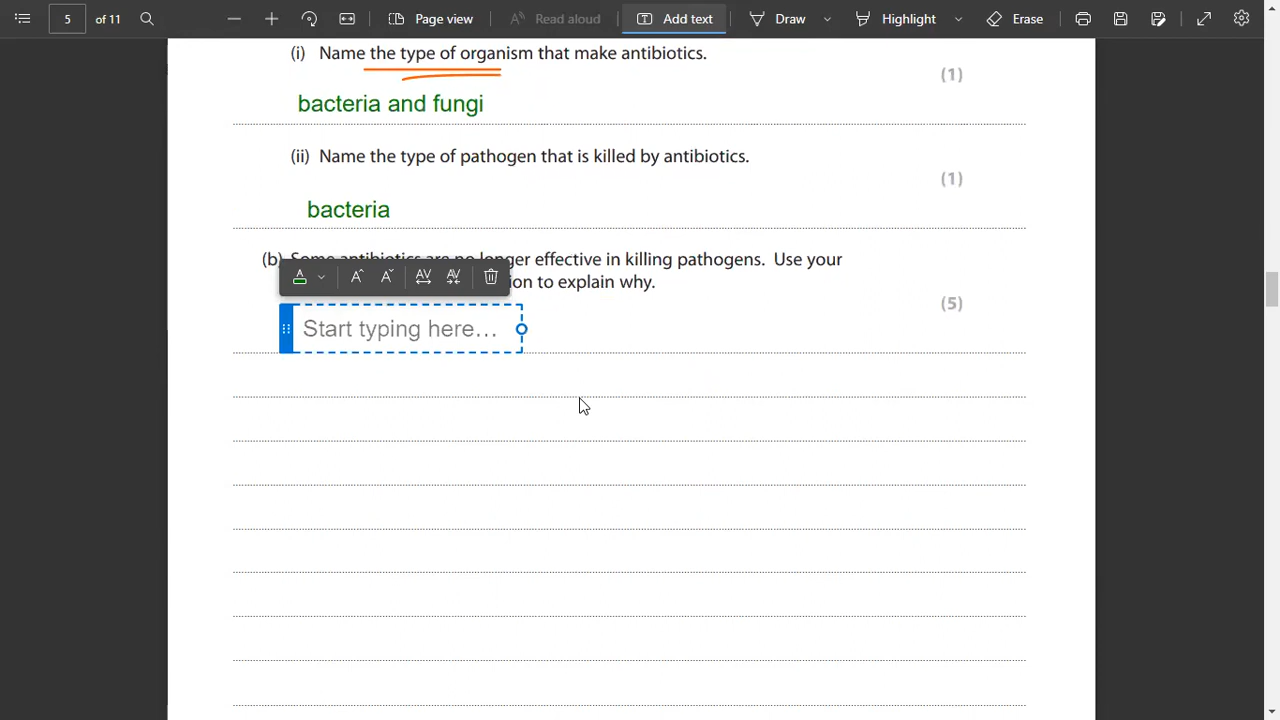 5 of 11 Page view Read aloud Add text Draw Highlight Erase
(i) Name the type of organism that make antibiotics.
(1)
bacteria and fungi
(ii) Name the type of pathogen that is killed by antibiotics.
(1)
bacteria
(b) Some antibiotics are no longer effective in killing pathogens. Use your
ion to explain why.
(5)
Start typing here…